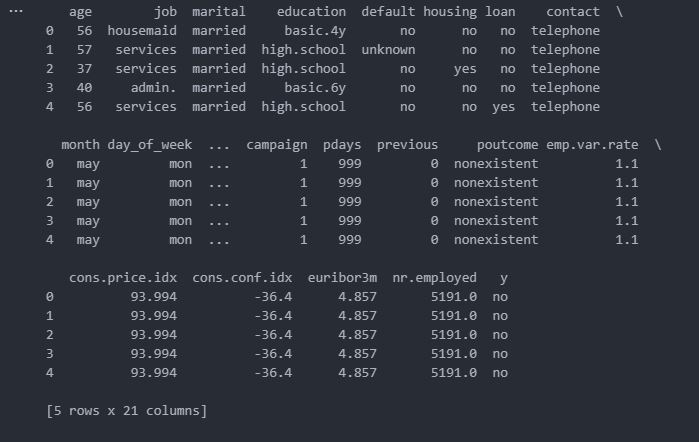 ...
age job marital education default housing loan contact \
0 56 housemaid married basic.4y no no no telephone
1 57 services married high.school unknown no no telephone
2 37 services married high.school no yes no telephone
3 40 admin. married basic.6y no no no telephone
4 56 services married high.school no no yes telephone
month day_of_week ... campaign pdays previous poutcome emp.var.rate \
0 may mon ... 1 999 0 nonexistent 1.1
1 may mon ... 1 999 0 nonexistent 1.1
2 may mon ... 1 999 0 nonexistent 1.1
3 may mon ... 1 999 0 nonexistent 1.1
4 may mon ... 1 999 0 nonexistent 1.1
cons.price.idx cons.conf.idx euribor3m nr.employed y
0 93.994 -36.4 4.857 5191.0 no
1 93.994 -36.4 4.857 5191.0 no
2 93.994 -36.4 4.857 5191.0 no
3 93.994 -36.4 4.857 5191.0 no
4 93.994 -36.4 4.857 5191.0 no
[5 rows x 21 columns]